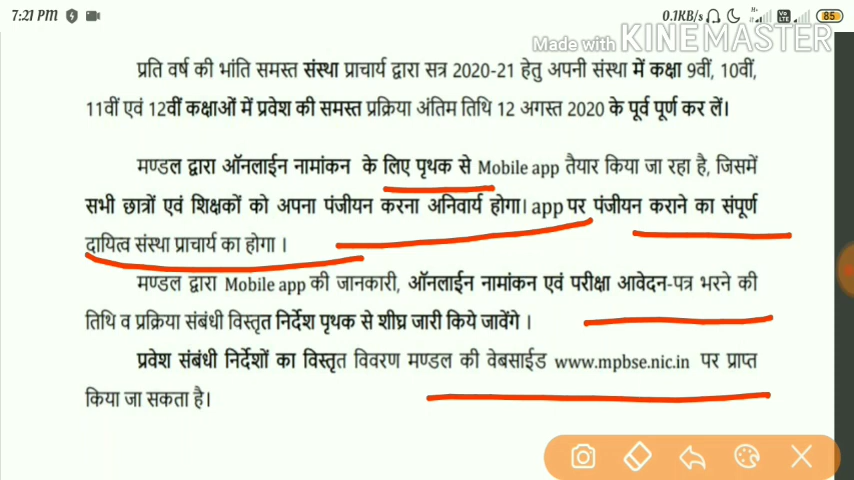 7:21 PM
0.1KB/s
85
Made with KINEMASTER
प्रति वर्ष की भांति समस्त संस्था प्राचार्य द्वारा सत्र 2020-21 हेतु अपनी संस्था में कक्षा 9वीं, 10वीं,
11वीं एवं 12वीं कक्षाओं में प्रवेश की समस्त प्रक्रिया अंतिम तिथि 12 अगस्त 2020 के पूर्व पूर्ण कर लें।
मण्डल द्वारा ऑनलाईन नामांकन के लिए पृथक से Mobile app तैयार किया जा रहा है, जिसमें
सभी छात्रों एवं शिक्षकों को अपना पंजीयन करना अनिवार्य होगा। app पर पंजीयन कराने का संपूर्ण
दायित्व संस्था प्राचार्य का होगा ।
मण्डल द्वारा Mobile app की जानकारी, ऑनलाईन नामांकन एवं परीक्षा आवेदन-पत्र भरने की
तिथि व प्रक्रिया संबंधी विस्तृत निर्देश पृथक से शीघ्र जारी किये जावेंगे ।
प्रवेश संबंधी निर्देशों का विस्तृत विवरण मण्डल की वेबसाईड www.mpbse.nic.in पर प्राप्त
किया जा सकता है।